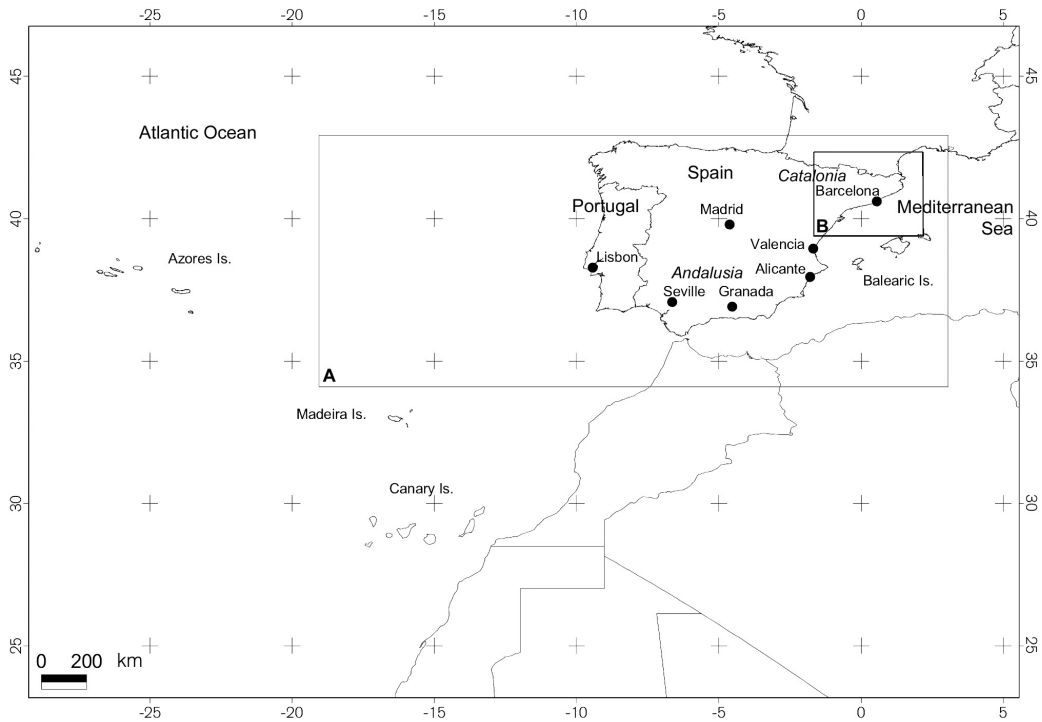 -25 -20 -15 -10 -5 0 5
45 45
Atlantic Ocean
Spain
Catalonia
Barcelona
Portugal
Mediterranean
Sea
40 40
Madrid
B
Valencia
Lisbon
Azores Is.
Andalusia
Alicante
Balearic Is.
Seville
Granada
35 35
A
Madeira Is.
Canary Is.
30 30
25 25
0 200 km
-25 -20 -15 -10 -5 0 5